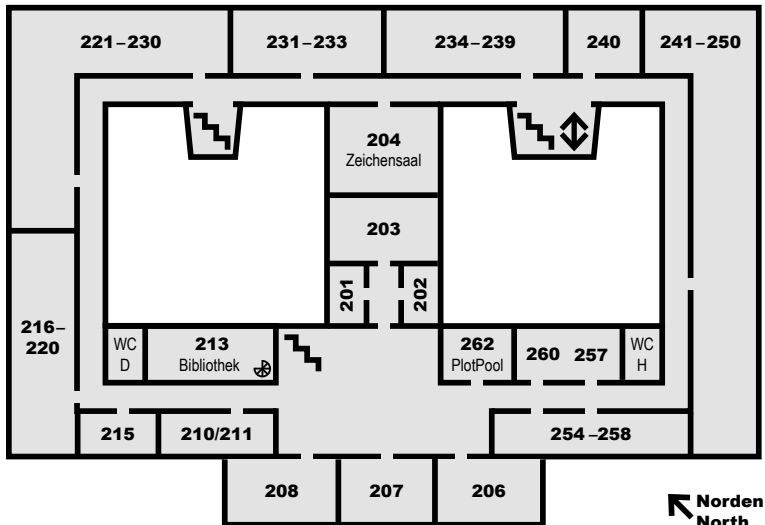 221–230
231–233
234–239
240
241–250
204
Zeichensaal
203
201
202
216–
220
WC
D
213
Bibliothek
262
PlotPool
260
257
WC
H
215
210/211
254–258
208
207
206
Norden
North